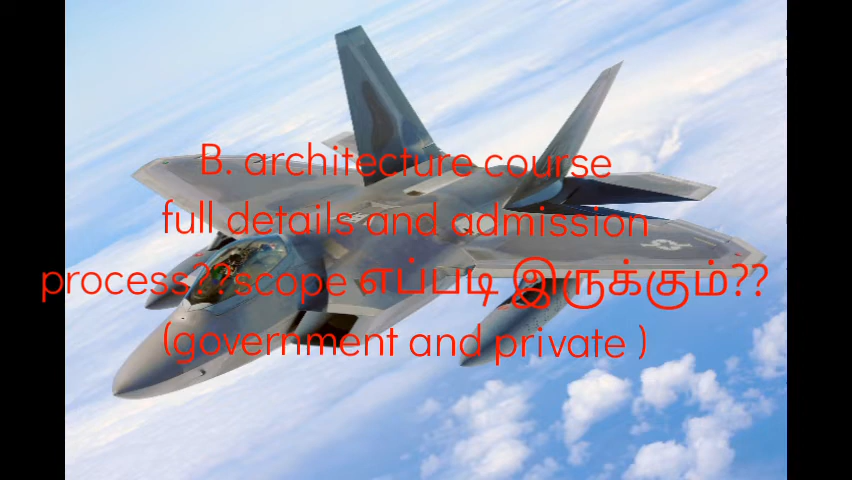 B. architecture course
full details and admission
process??scope எப்படி இருக்கும்??
(government and private )